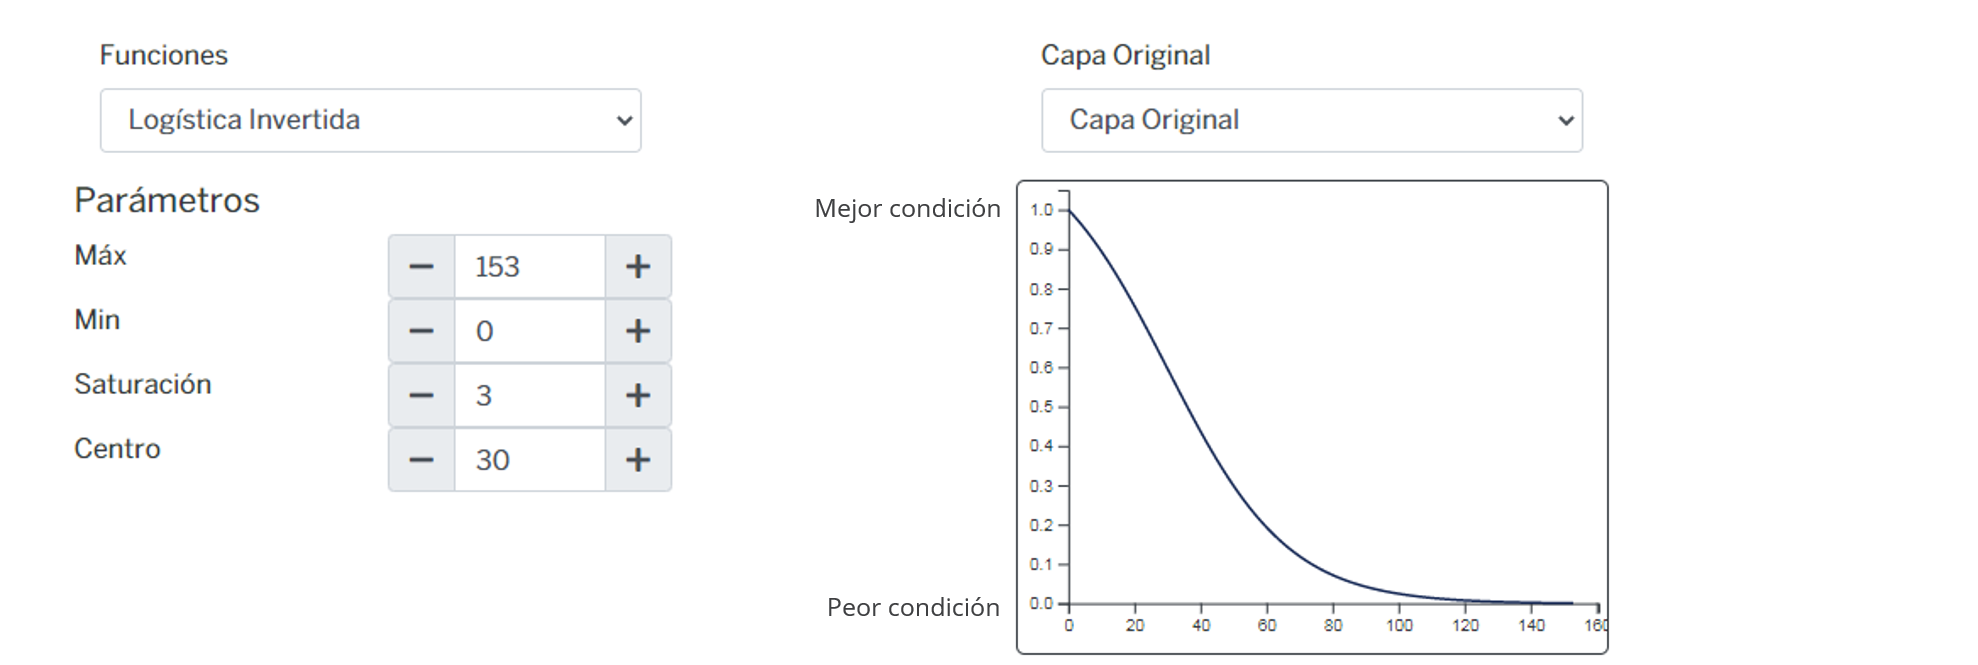 Funciones
Logística Invertida
Parámetros
Máx
153
Min
0
Saturación
3
Centro
30
Capa Original
Capa Original
Mejor condición
Peor condición
1.0
0.9
0.8
0.7
0.6
0.5
0.4
0.3
0.2
0.1
0.0
0 20 40 60 80 100 120 140 160